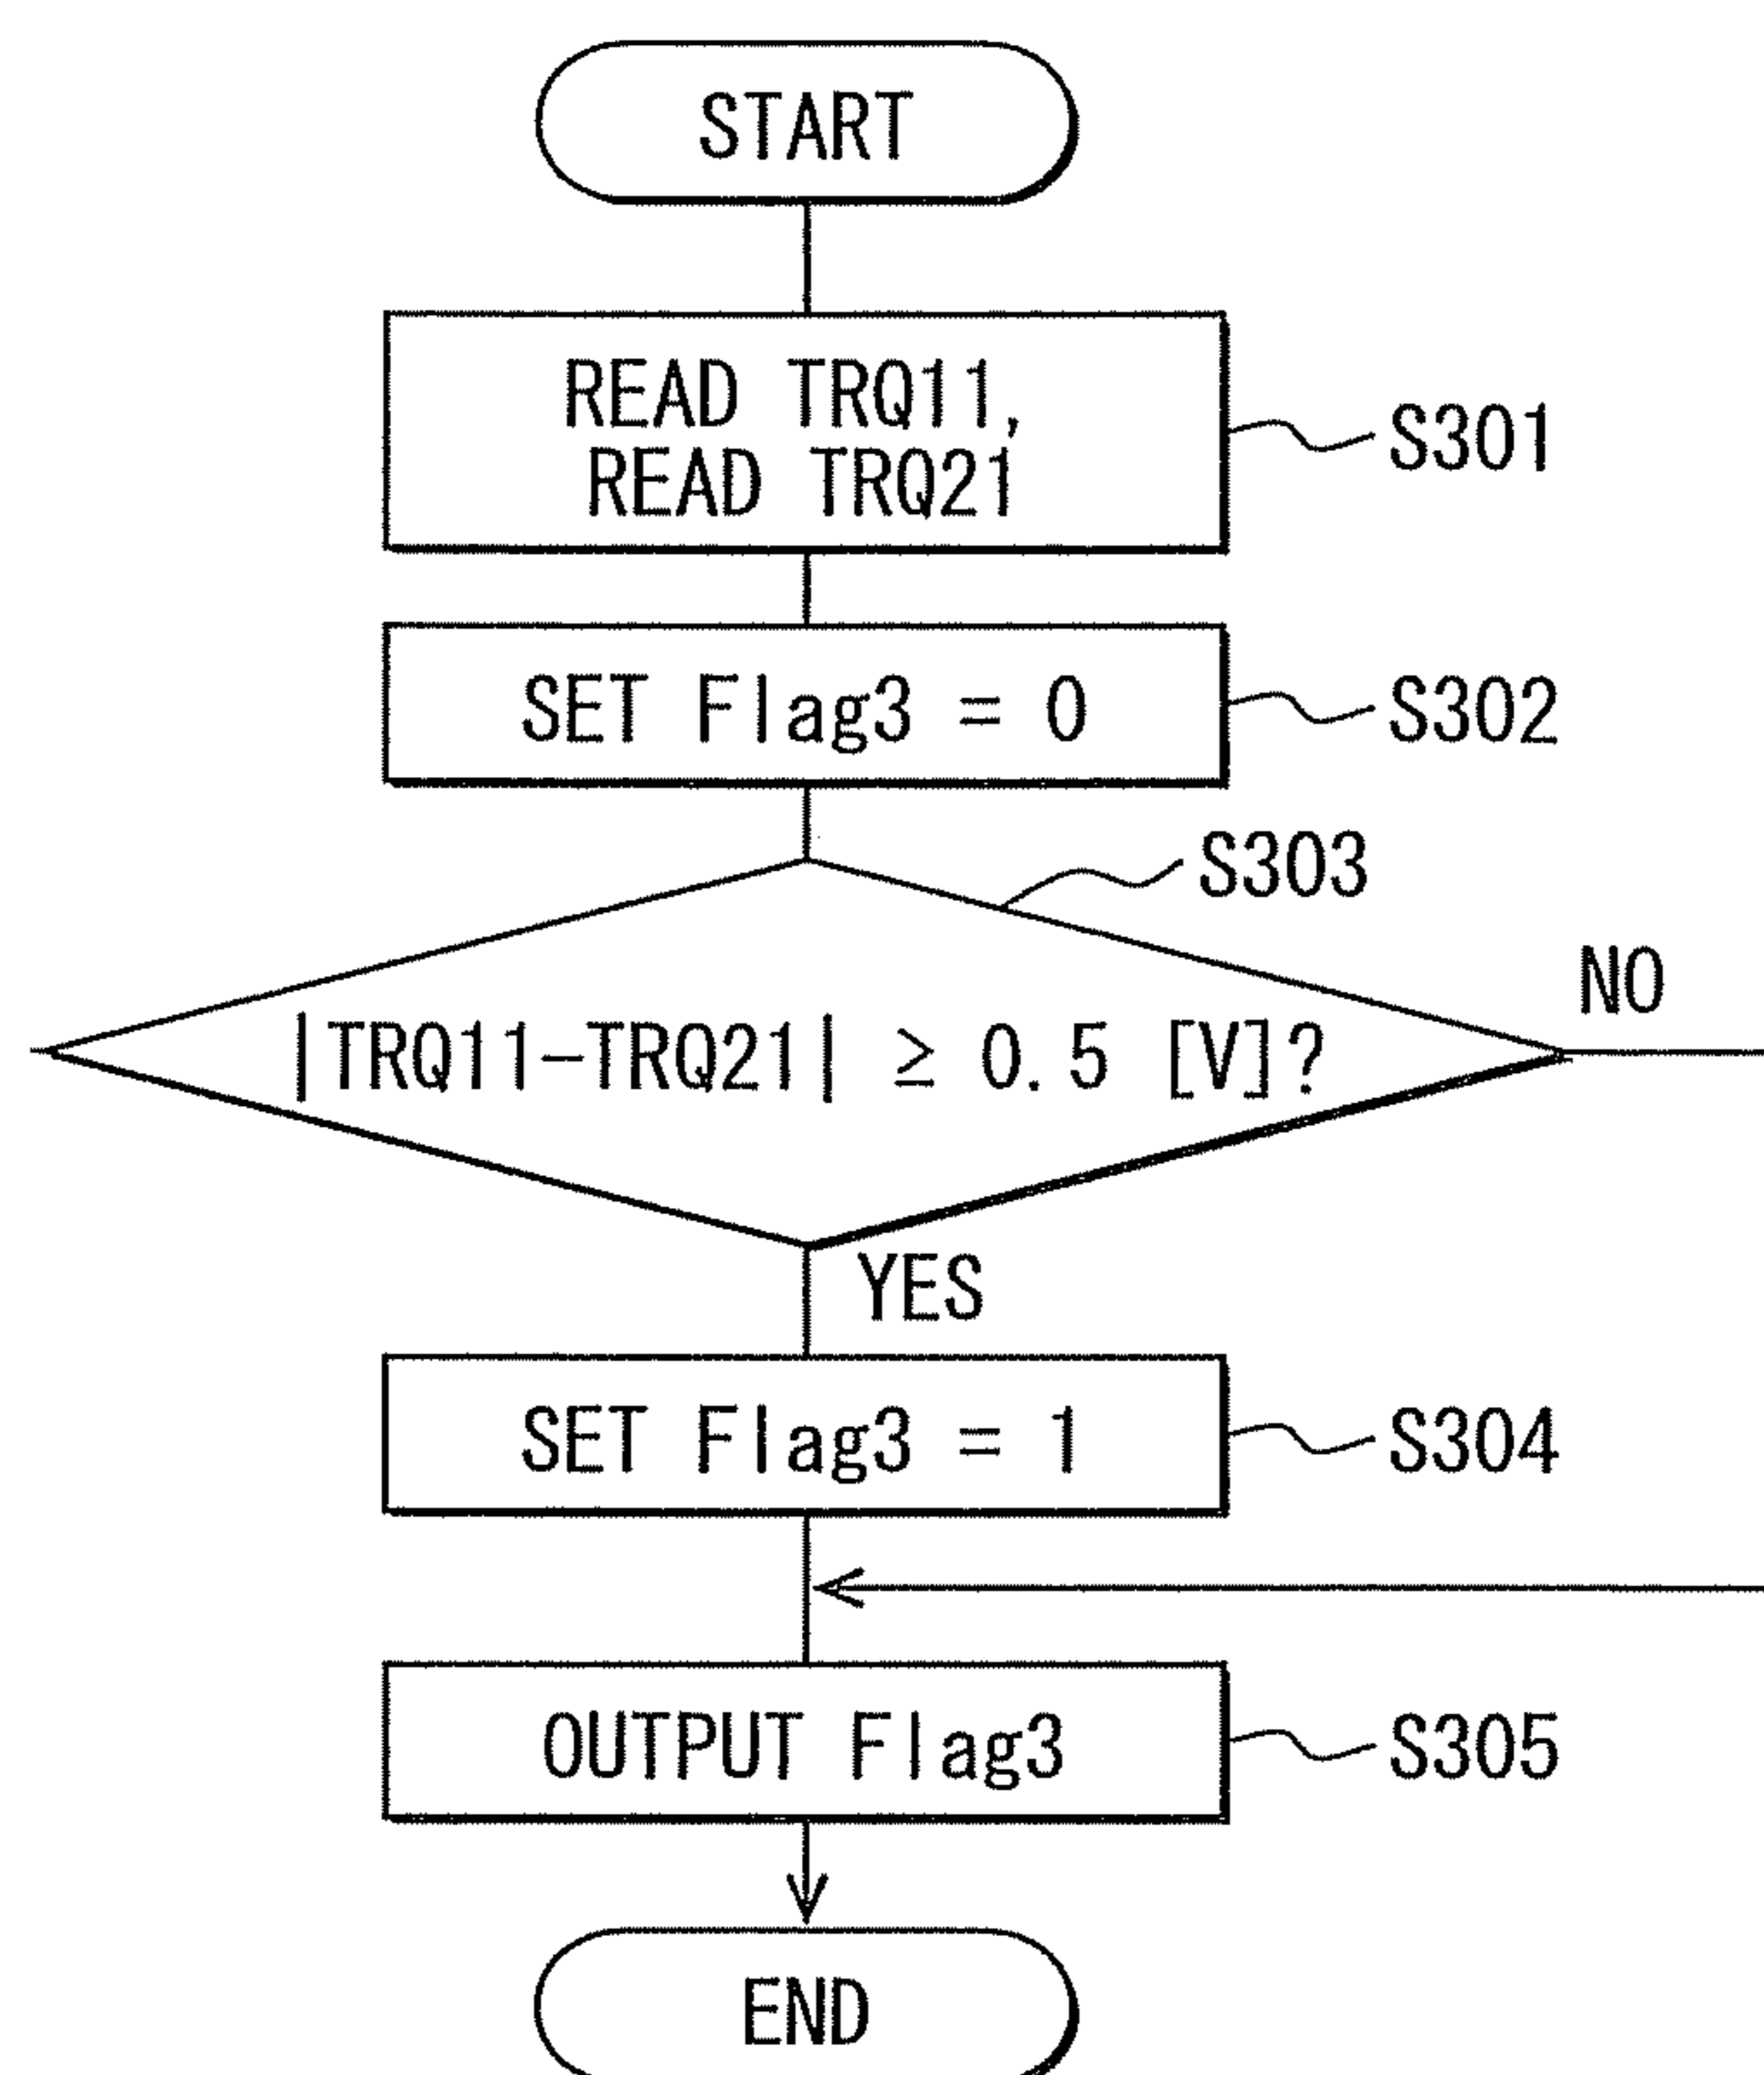 START
READ TRQ11,
READ TRQ21
S301
SET Flag3 = 0
S302
S303
|TRQ11-TRQ21| ≥ 0.5 [V]?
NO
YES
SET Flag3 = 1
S304
OUTPUT Flag3
S305
END